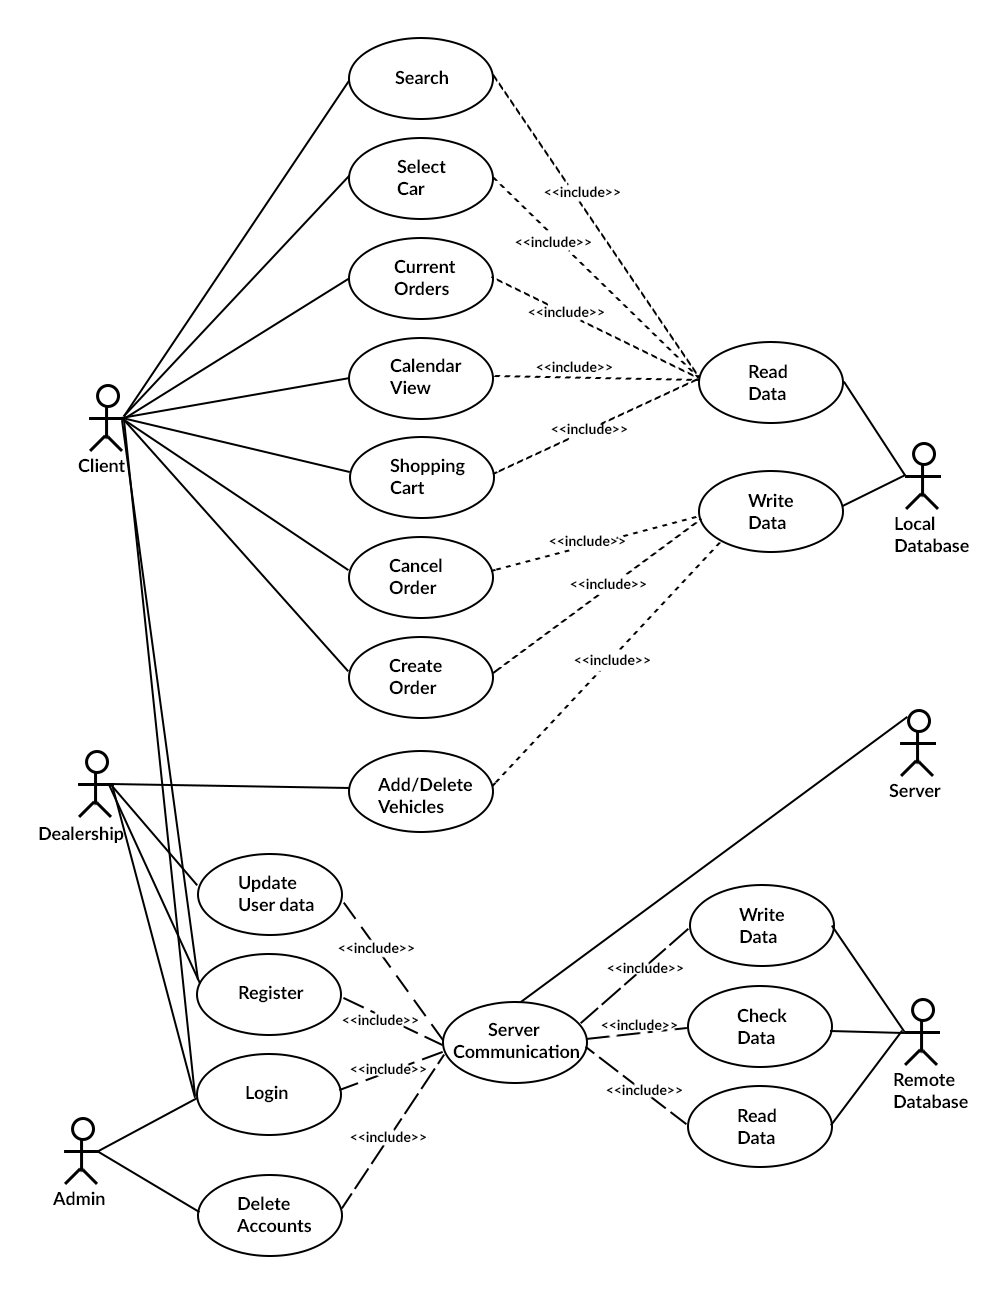 Search
Select
Car
<<include>>
<<include>>
Current
Orders
<<include>>
Calendar
View
<<include>>
Read
Data
Client
<<include>>
Shopping
Cart
Write
Data
Local
Database
<<include>>
Cancel
Order
<<include>>
Create
Order
<<include>>
Add/Delete
Vehicles
Server
Dealership
Update
User data
<<include>>
Write
Data
<<include>>
Register
<<include>>
Server
Communication
<<include>>
Check
Data
Login
<<include>>
<<include>>
Remote
Database
Read
Data
<<include>>
Admin
Delete
Accounts